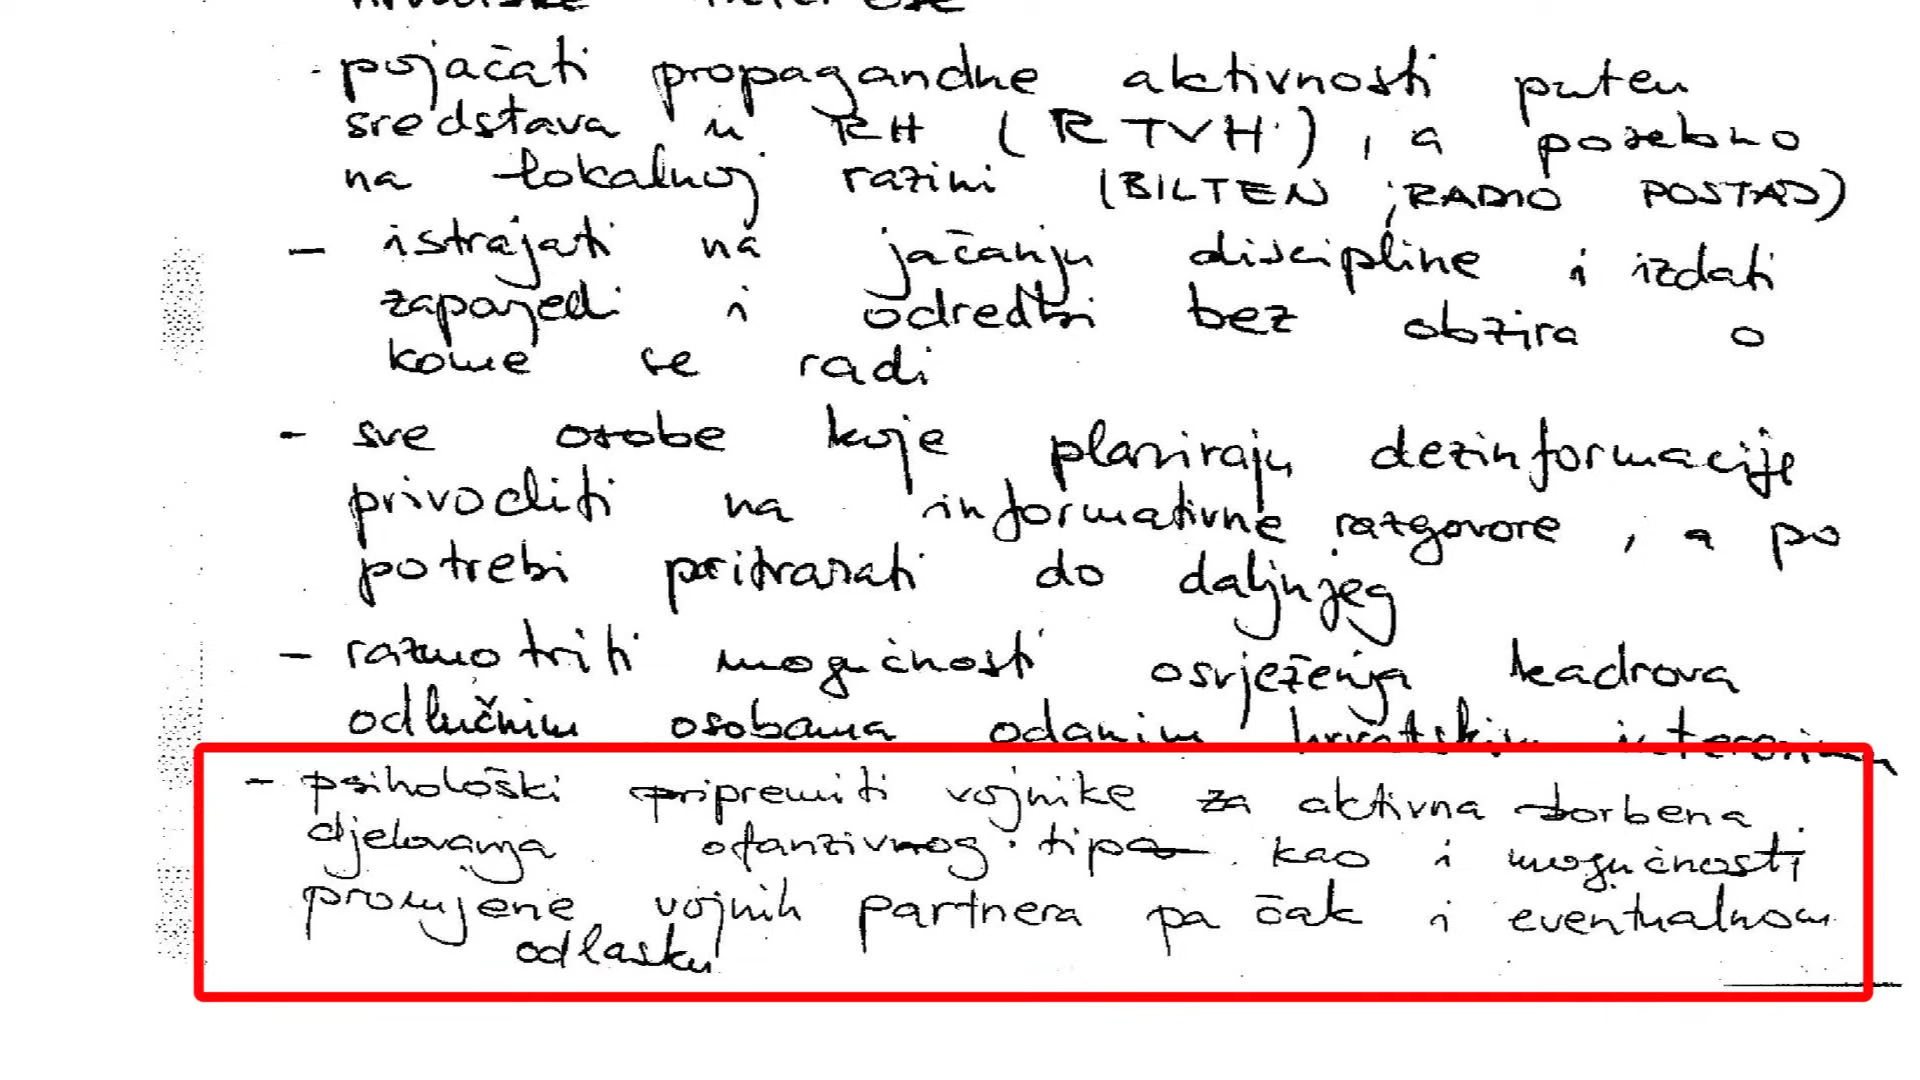 - pojačati propagandne aktivnosti putem
sredstava u RH (RTVH), a posebno
na lokalnoj razini (BILTEN, RADIO POSTAJA)
- istrajati na jačanju discipline i izdati
zapovjedi i odredbi bez obzira o
kome se radi
- sve osobe koje planiraju dezinformacije
privoditi na informativne razgovore, a po
potrebi pritvarati do daljnjeg
- razmotriti mogućnosti osvježenja kadrova
odlučnim osobama odanim hrvatskim interesima
- psihološki pripremiti vojnike za aktivna borbena
djelovanja ofanzivnog tipa kao i mogućnosti
promjene vojnih partnera pa čak i eventualnom
odlasku